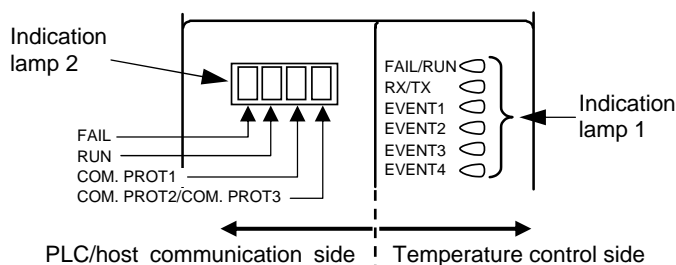 Indication
lamp 2
FAIL
RUN
COM. PROT1
COM. PROT2/COM. PROT3
FAIL/RUN
RX/TX
EVENT1
EVENT2
EVENT3
EVENT4
Indication
lamp 1
PLC/host communication side
Temperature control side